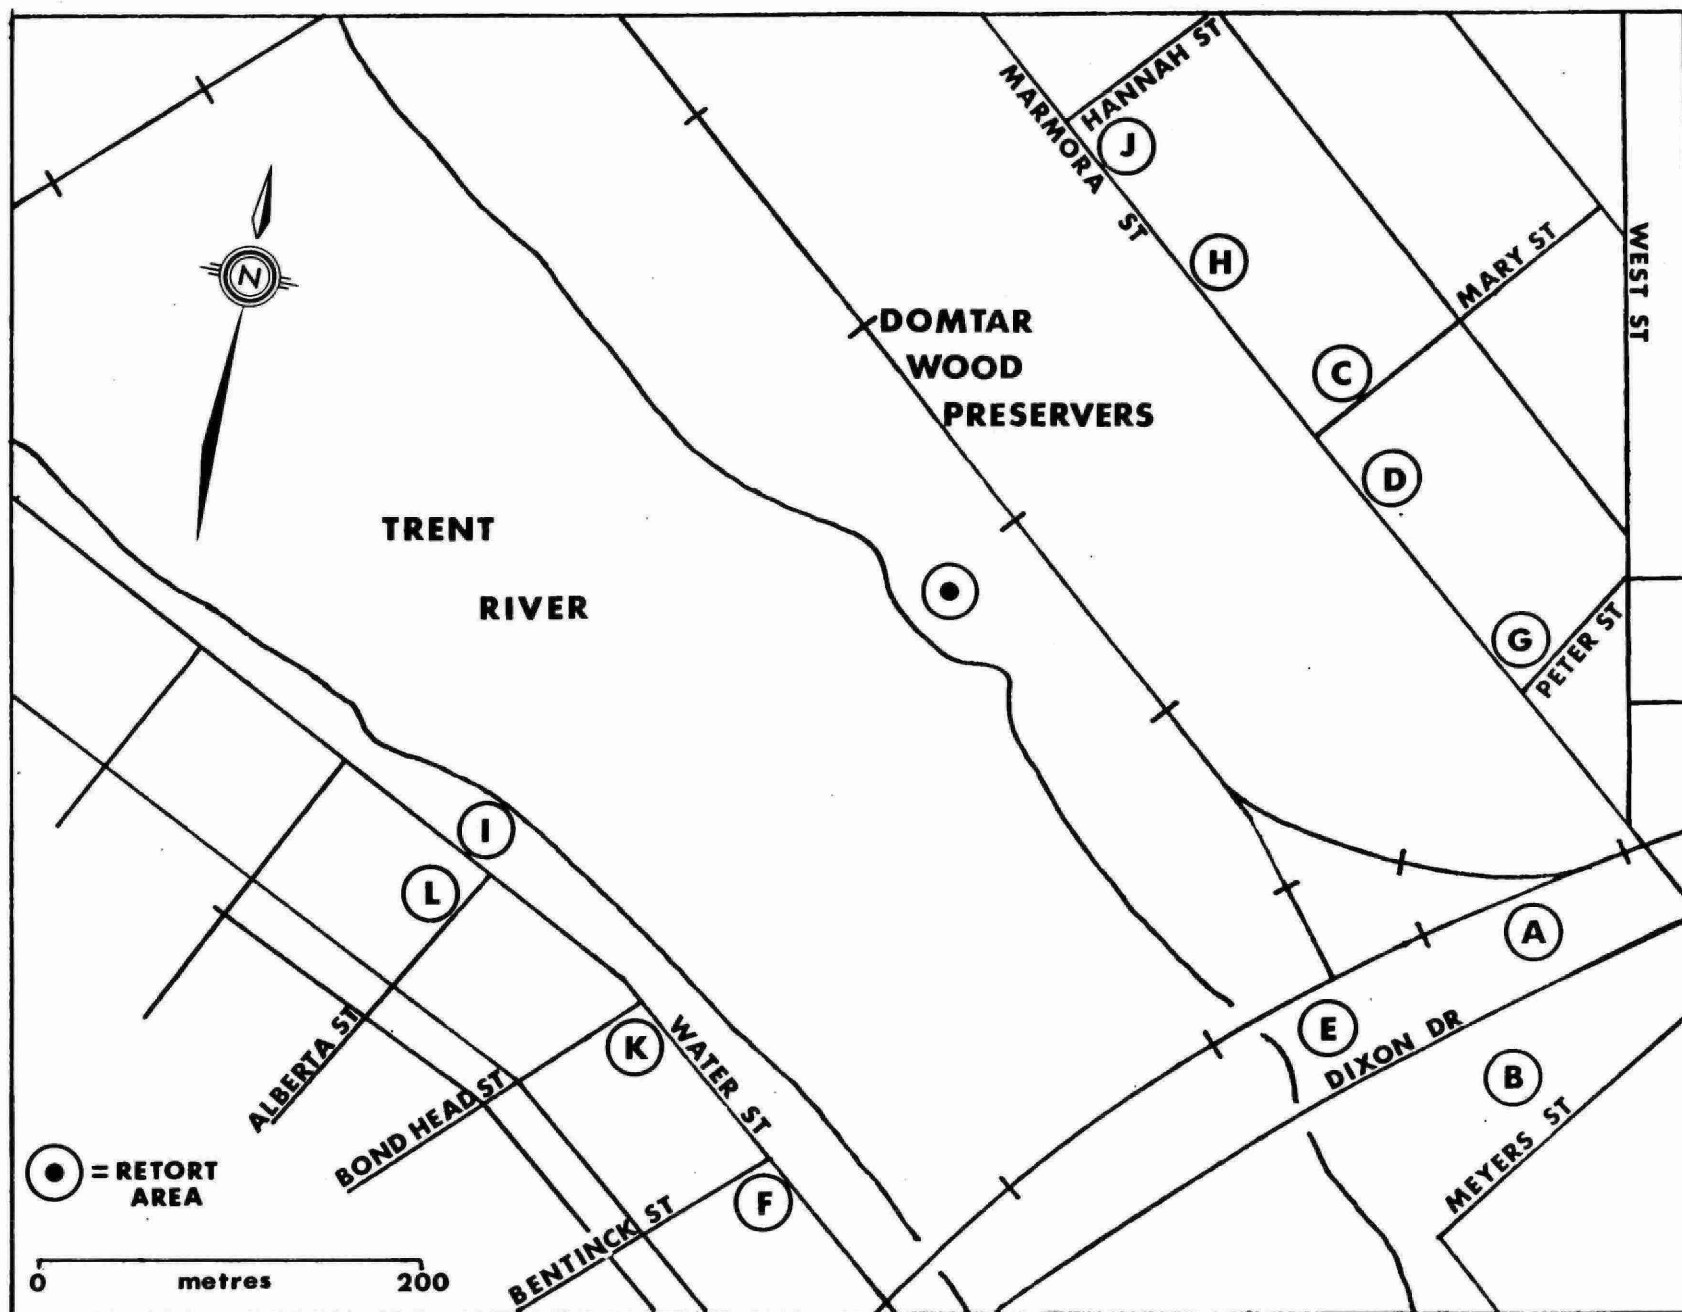 HANNAH ST
MARMORA ST
J
N
H
WEST ST
MARY ST
DOMTAR
WOOD
PRESERVERS
C
D
TRENT
RIVER
G
PETER ST
I
L
A
E
DIXON DR
K
WATER ST
ALBERTA ST
B
BOND HEAD ST
MEYERS ST
= RETORT
AREA
F
BENTINCK ST
0 metres 200